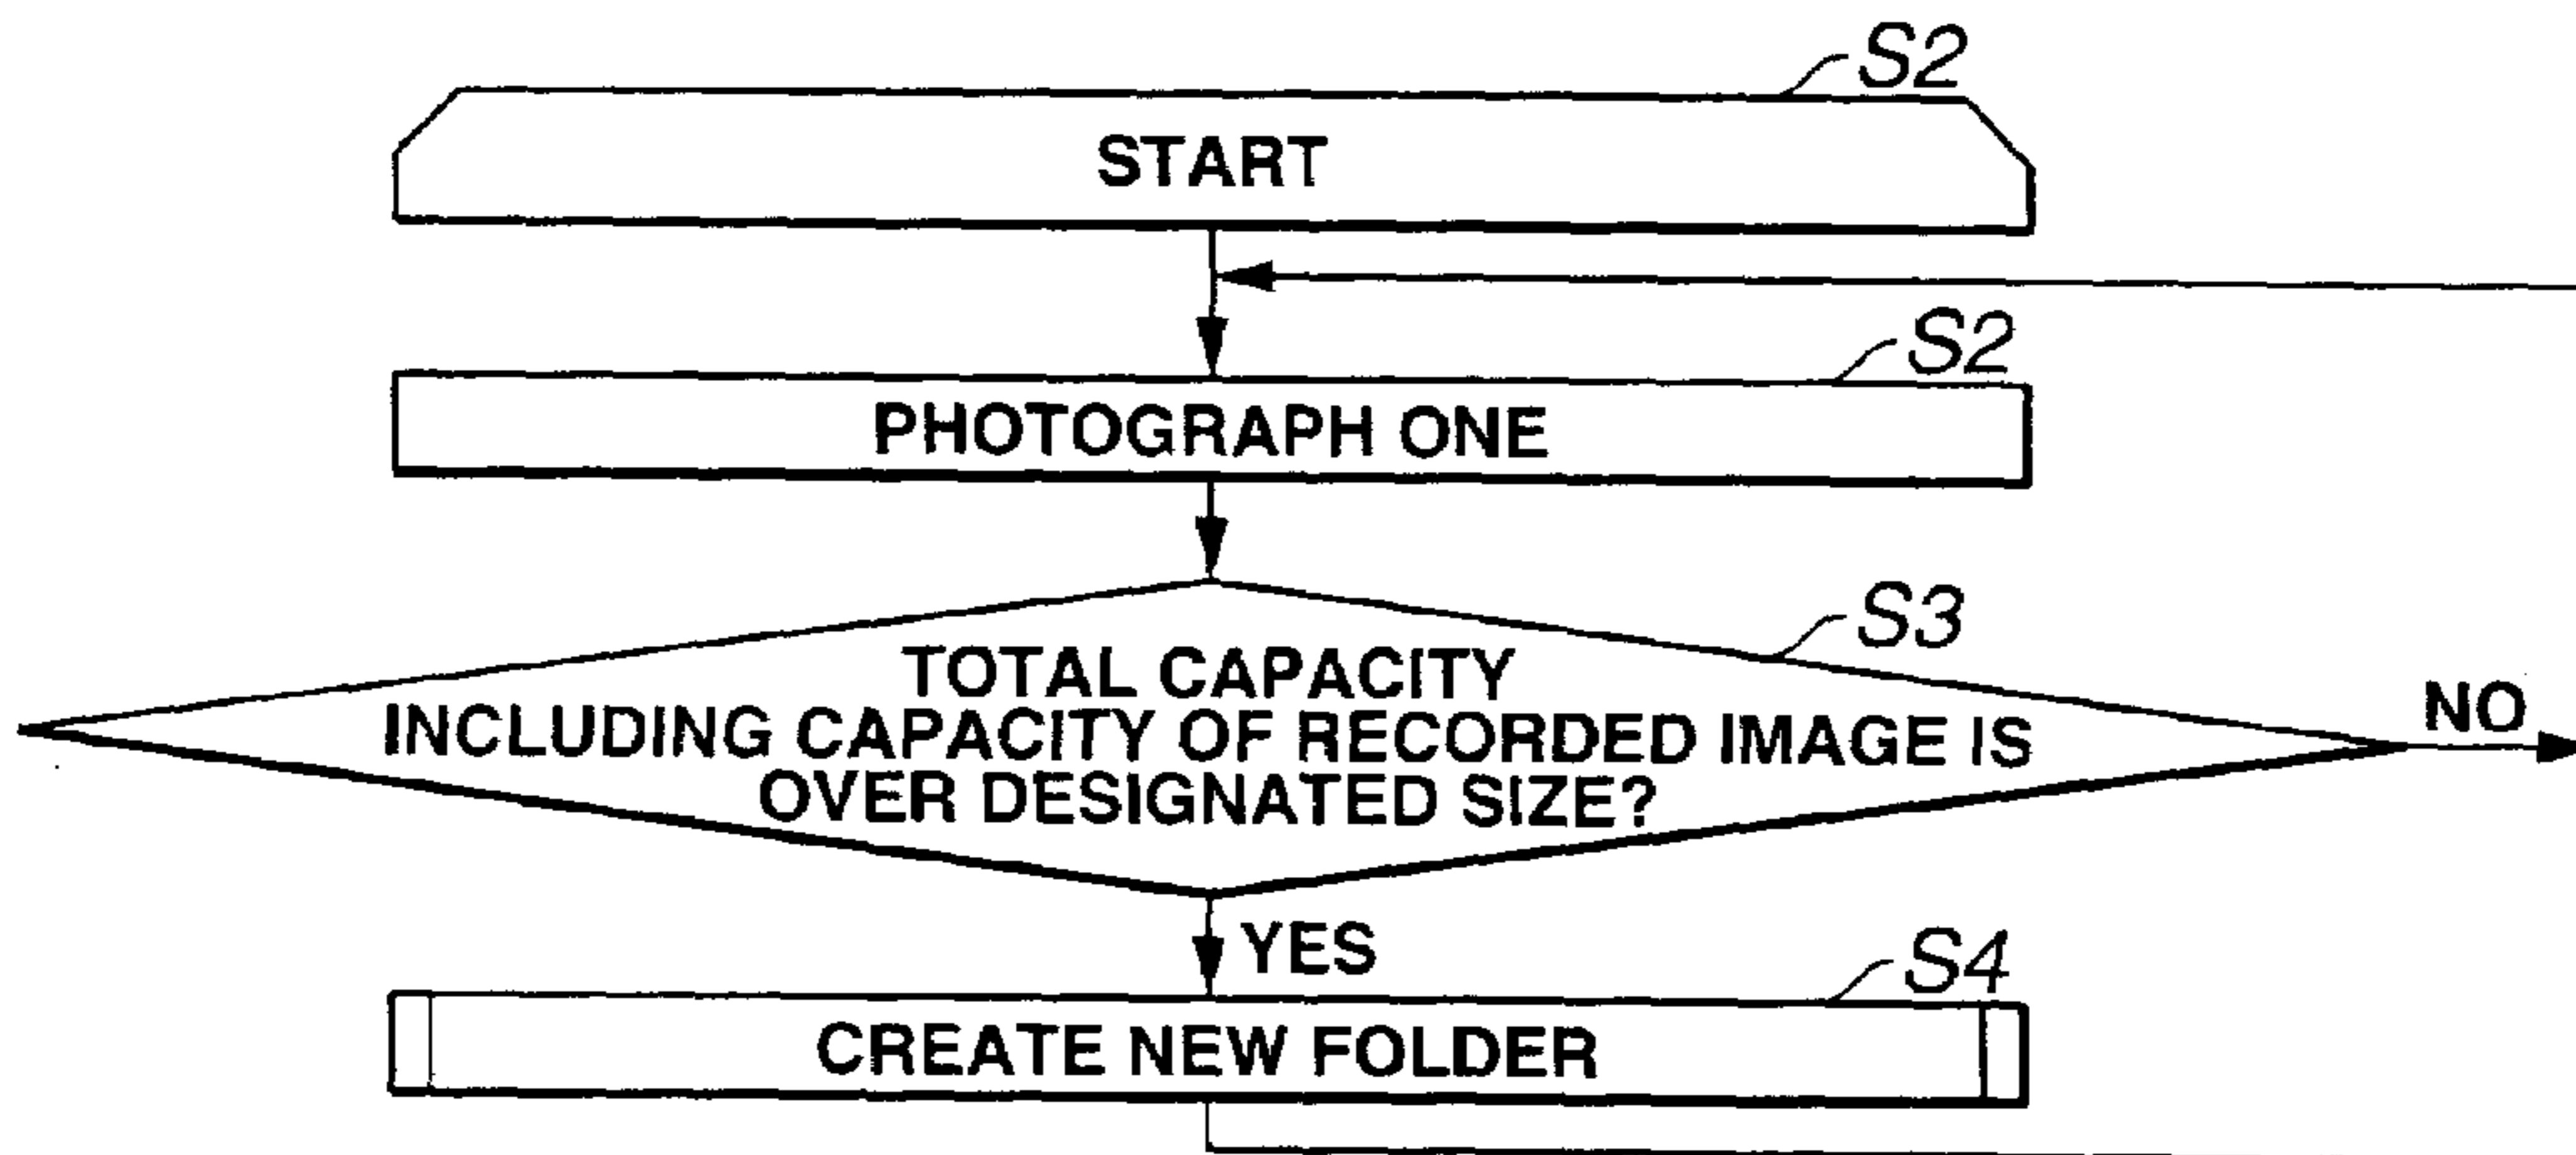 S2
START
S2
PHOTOGRAPH ONE
S3
TOTAL CAPACITY
INCLUDING CAPACITY OF RECORDED IMAGE IS
OVER DESIGNATED SIZE?
NO
YES
S4
CREATE NEW FOLDER